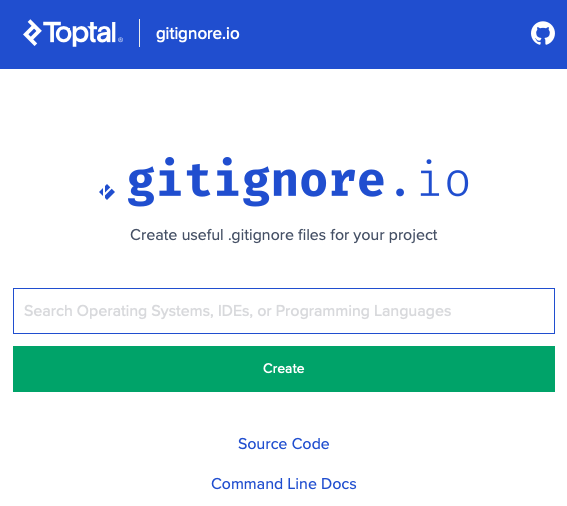 Toptal® gitignore.io
.gitignore.io
Create useful .gitignore files for your project
Search Operating Systems, IDEs, or Programming Languages
Create
Source Code
Command Line Docs